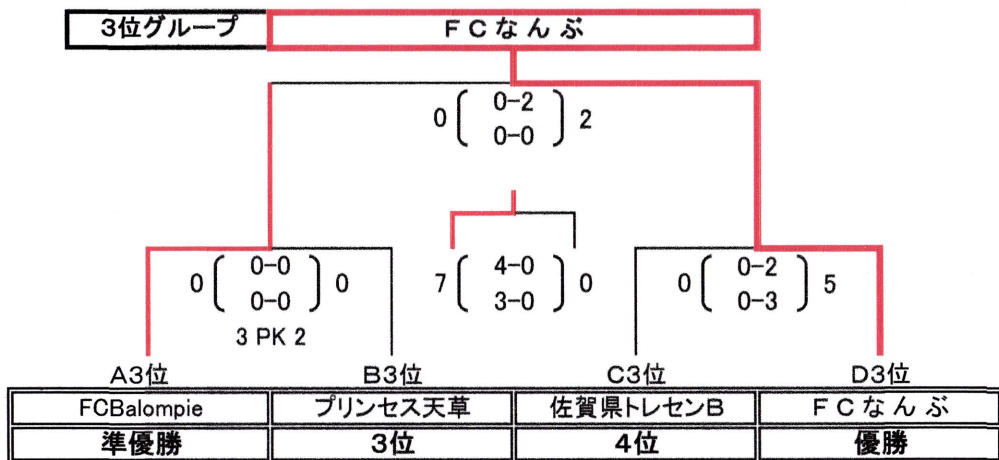 3位グループ FCなんぶ
0 ( 0-2 ) 2
0-0
0 ( 0-0 ) 0 7 ( 4-0 ) 0 0 ( 0-2 ) 5
0-0 3-0 0-3
3 PK 2
A3位 B3位 C3位 D3位
FCBalompie プリンセス天草 佐賀県トレセンB FCなんぶ
準優勝 3位 4位 優勝